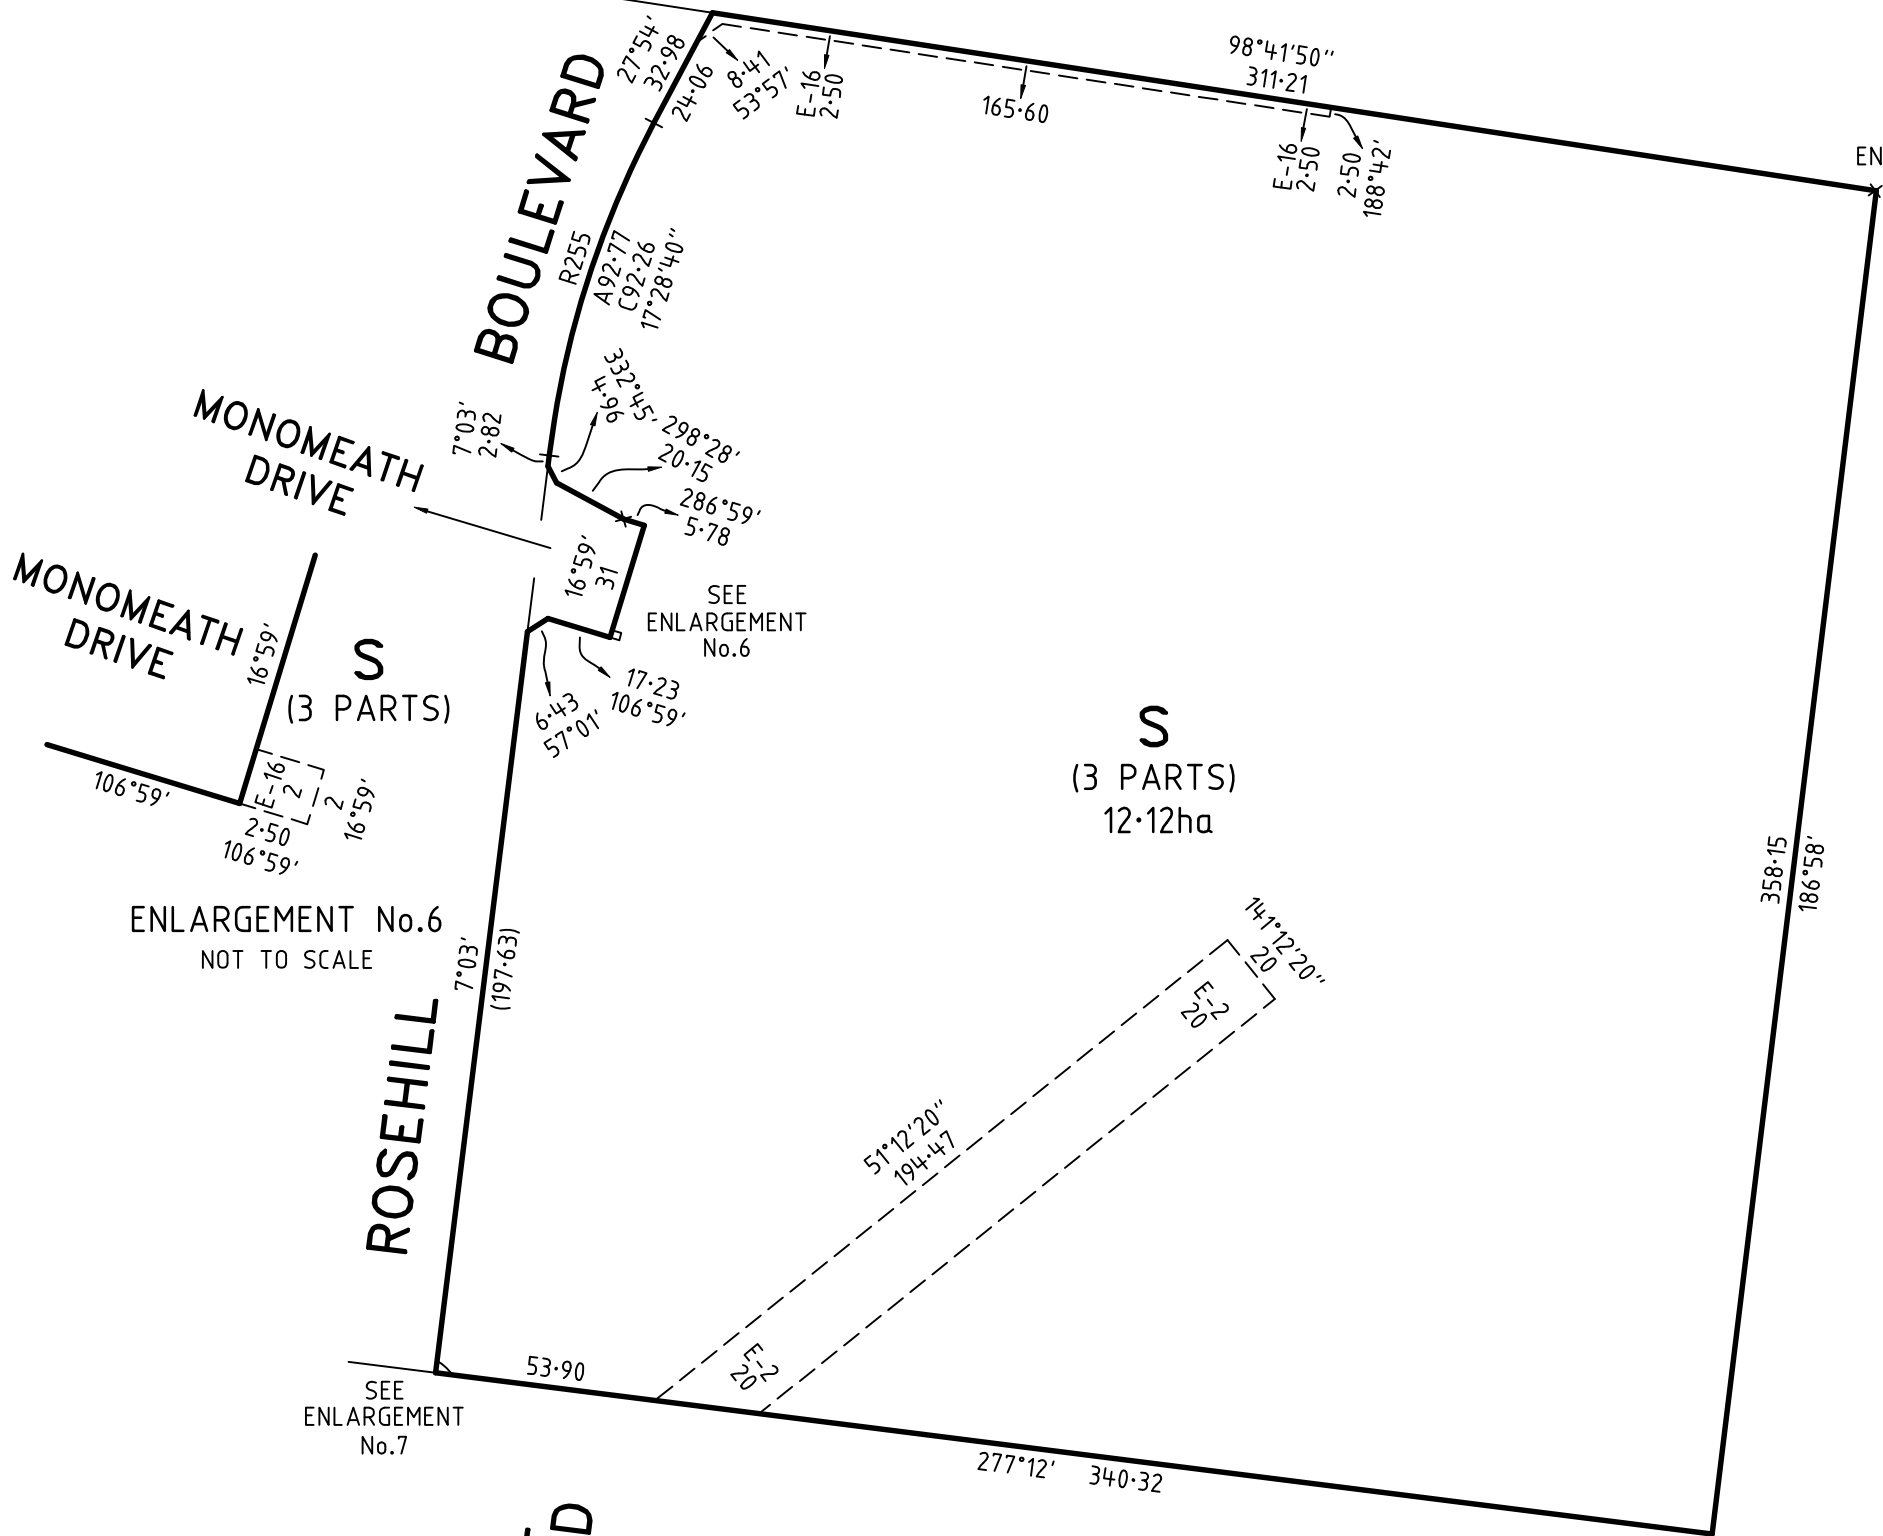 27°54′
32·98
24·06
8·41
53°57′
E-16
2·50
165·60
98°41′50″
311·21
E-16
2·50
2·50
188°42′
EN
BOULEVARD
R255
A92·77
C92·26
17°28′40″
332°45′
4·96
7°03′
2·82
298°28′
20·15
286°59′
5·78
MONOMEATH
DRIVE
16°59′
31
SEE
ENLARGEMENT
No.6
17·23
106°59′
6·43
57°01′
MONOMEATH
DRIVE
16°59′
S
(3 PARTS)
106°59′
E-16
2
2
16°59′
2·50
106°59′
ENLARGEMENT No.6
NOT TO SCALE
S
(3 PARTS)
12·12ha
358·15
186°58′
7°03′
(197·63)
ROSEHILL
141°12′20″
20
E-2
20
51°12′20″
194·47
E-2
20
53·90
SEE
ENLARGEMENT
No.7
277°12′ 340·32
D